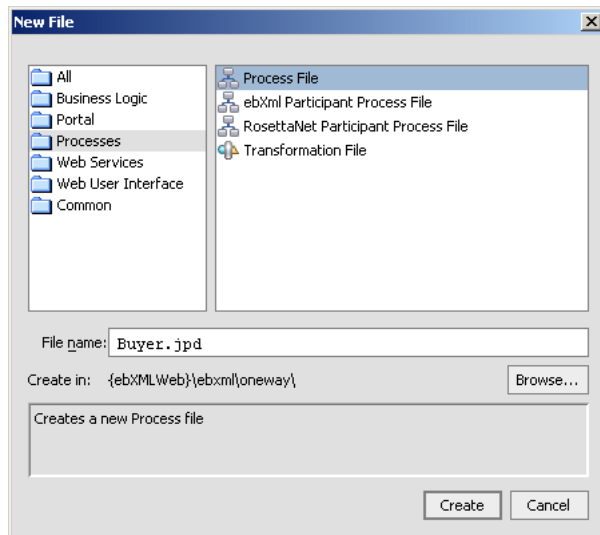 New File
All
Business Logic
Portal
Processes
Web Services
Web User Interface
Common
Process File
ebXml Participant Process File
RosettaNet Participant Process File
Transformation File
File name: Buyer.jpd
Create in: {ebXMLWeb}\ebxml\oneway\ Browse...
Creates a new Process file
Create Cancel